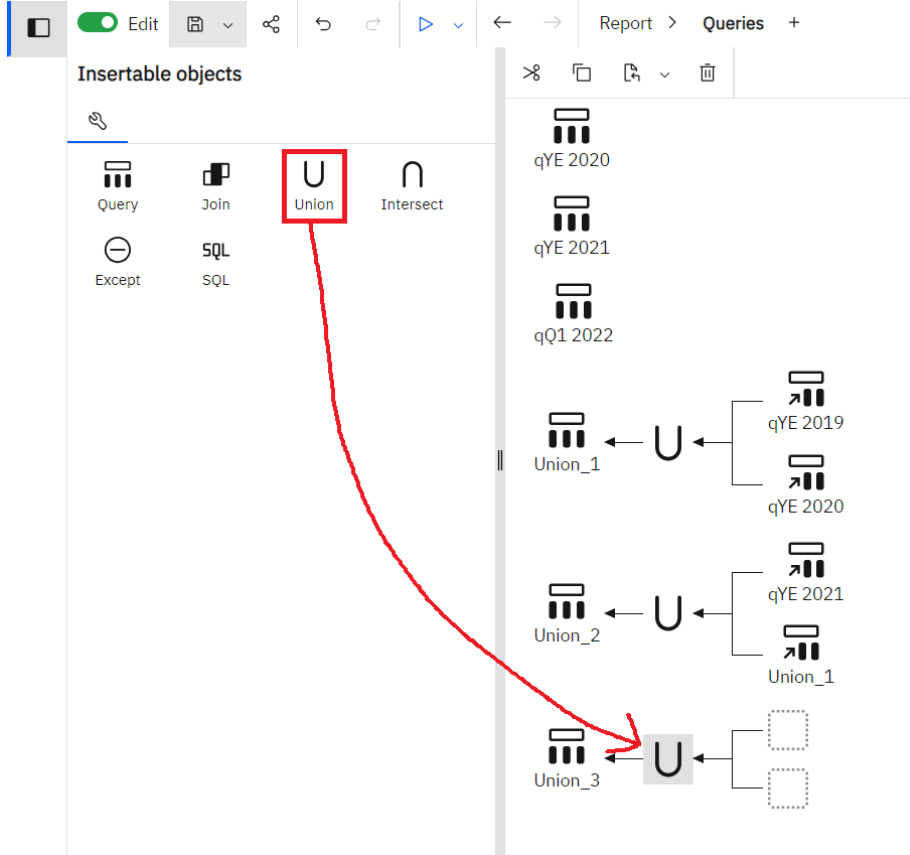 Edit
Report > Queries +
Insertable objects
Query
Join
Union
Intersect
Except
SQL
SQL
qYE 2020
qYE 2021
qQ1 2022
qYE 2019
Union_1
qYE 2020
qYE 2021
Union_2
Union_1
Union_3